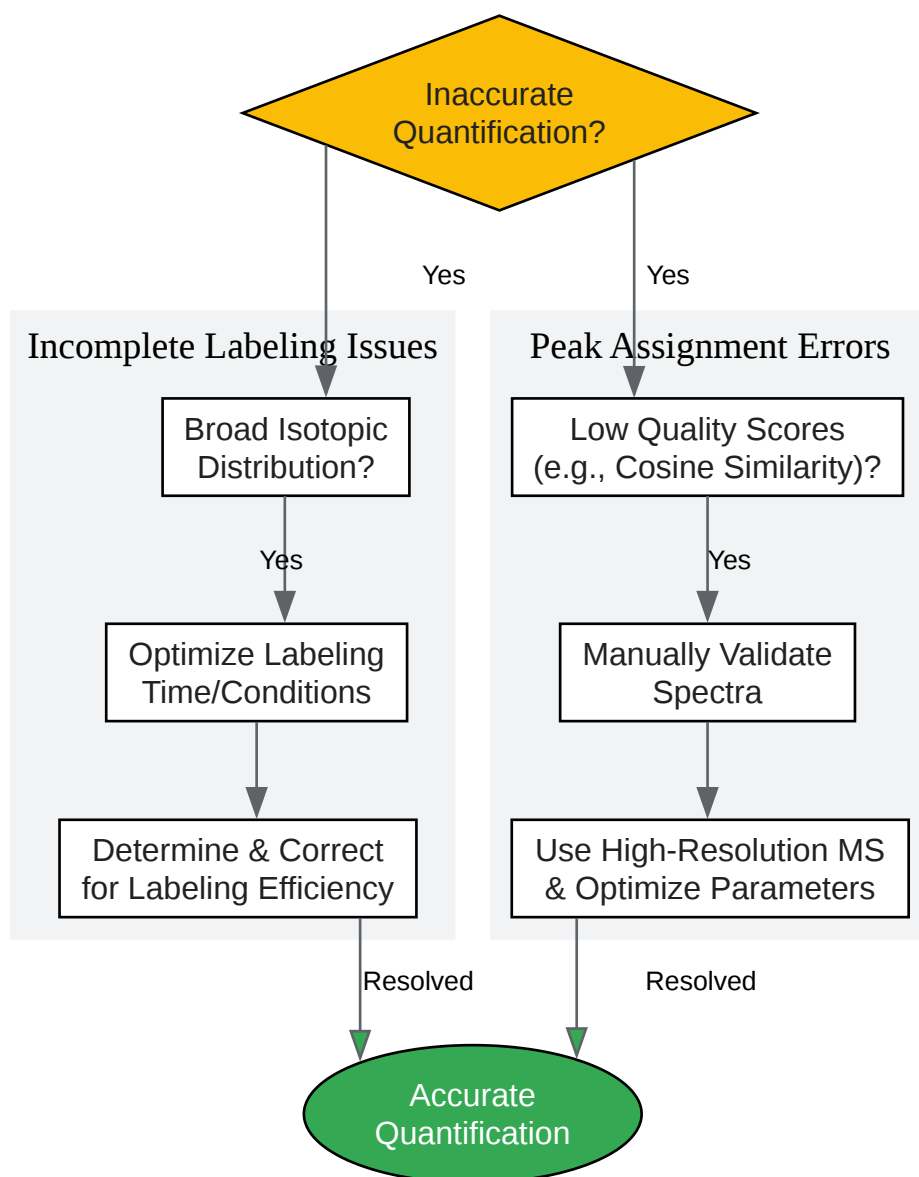 Inaccurate
Quantification?
Yes
Yes
Incomplete Labeling Issues
Broad Isotopic
Distribution?
Yes
Optimize Labeling
Time/Conditions
Determine & Correct
for Labeling Efficiency
Resolved
Peak Assignment Errors
Low Quality Scores
(e.g., Cosine Similarity)?
Yes
Manually Validate
Spectra
Use High-Resolution MS
& Optimize Parameters
Resolved
Accurate
Quantification